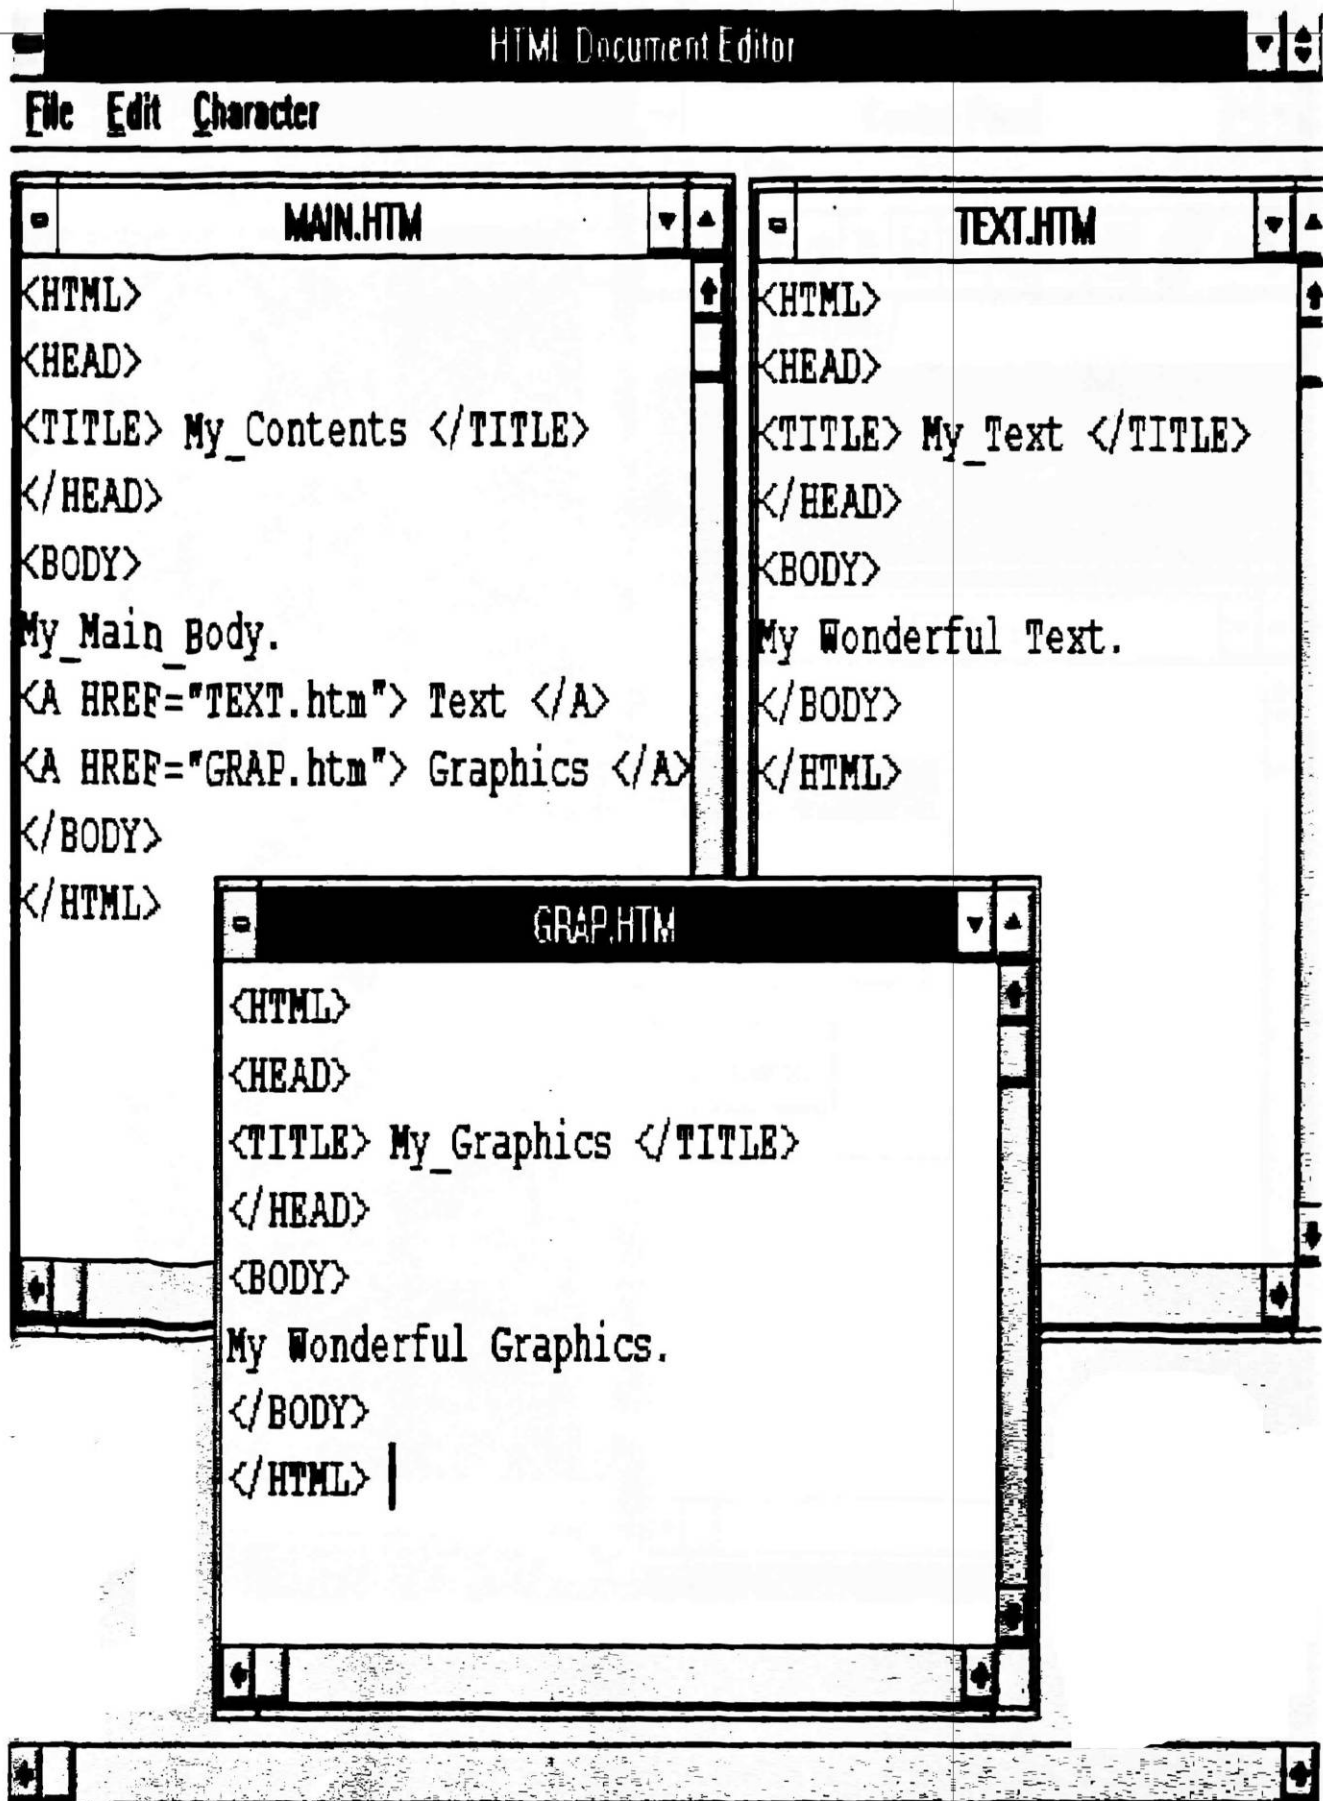 HTML Document Editor
File Edit Character
MAIN.HTM
<HTML>
<HEAD>
<TITLE> My_Contents </TITLE>
</HEAD>
<BODY>
My_Main_Body.
<A HREF="TEXT.htm"> Text </A>
<A HREF="GRAP.htm"> Graphics </A>
</BODY>
</HTML>
TEXT.HTM
<HTML>
<HEAD>
<TITLE> My_Text </TITLE>
</HEAD>
<BODY>
My Wonderful Text.
</BODY>
</HTML>
GRAP.HTM
<HTML>
<HEAD>
<TITLE> My_Graphics </TITLE>
</HEAD>
<BODY>
My Wonderful Graphics.
</BODY>
</HTML>